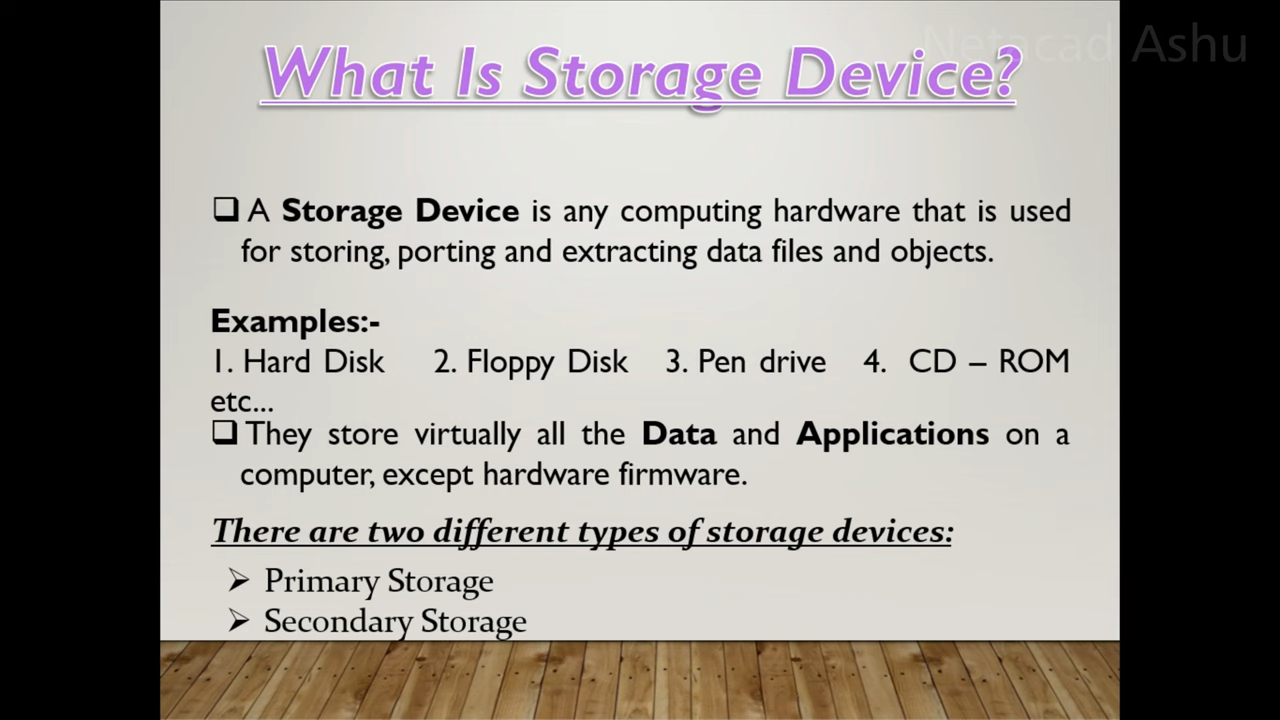 Netacad Ashu
What Is Storage Device?
❑ A Storage Device is any computing hardware that is used
for storing, porting and extracting data files and objects.
Examples:-
1. Hard Disk 2. Floppy Disk 3. Pen drive 4. CD – ROM
etc...
❑ They store virtually all the Data and Applications on a
computer, except hardware firmware.
There are two different types of storage devices:
➢ Primary Storage
➢ Secondary Storage